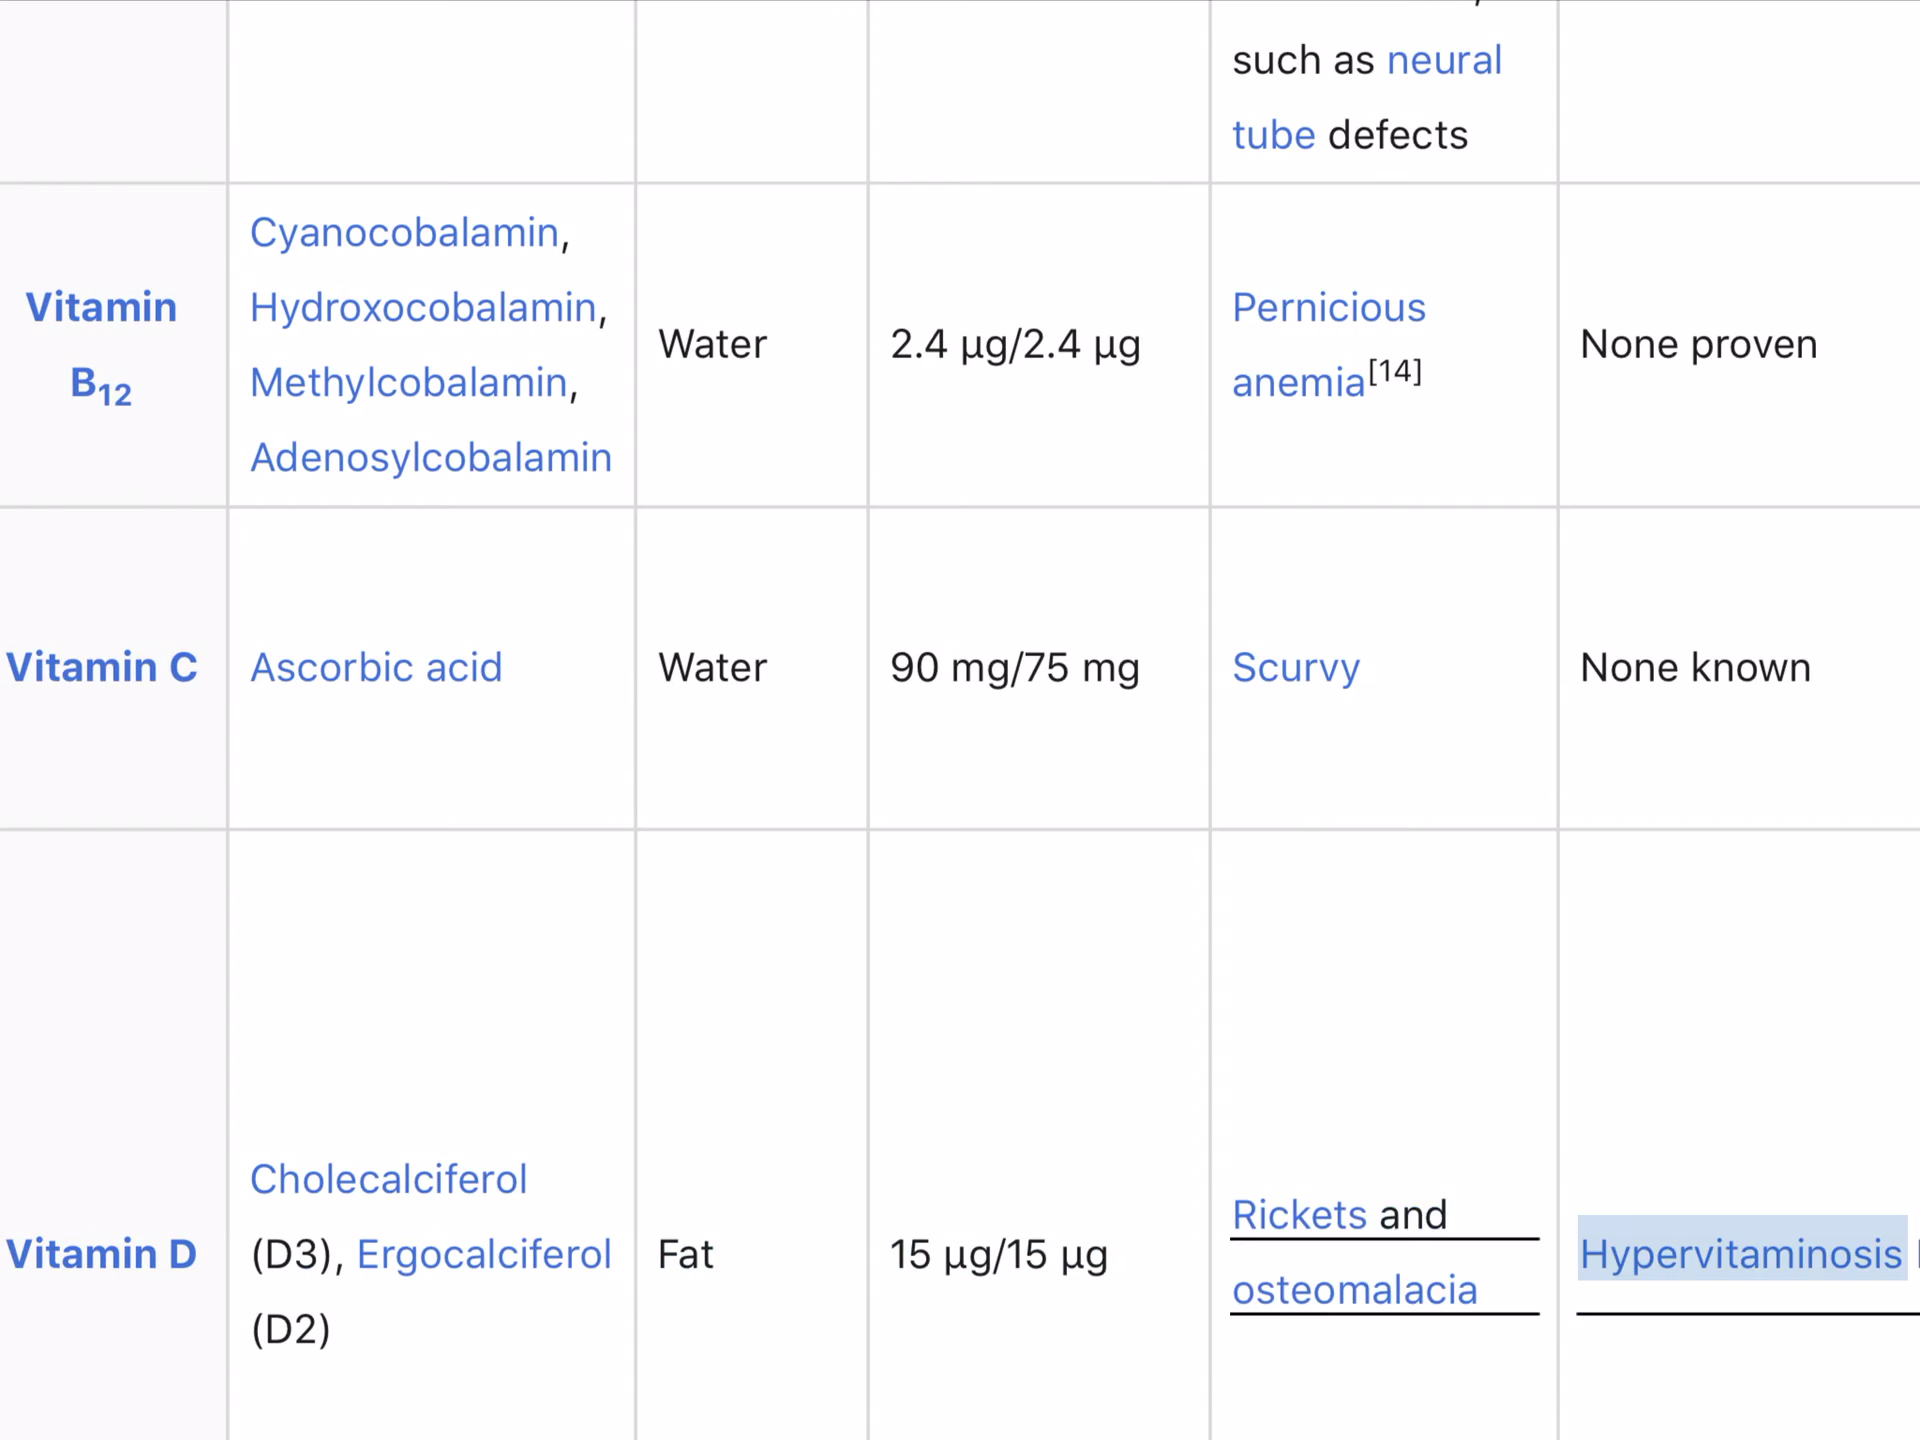 such as neural
tube defects
Vitamin
B12
Cyanocobalamin,
Hydroxocobalamin,
Methylcobalamin,
Adenosylcobalamin
Water
2.4 μg/2.4 μg
Pernicious
anemia[14]
None proven
Vitamin C
Ascorbic acid
Water
90 mg/75 mg
Scurvy
None known
Vitamin D
Cholecalciferol
(D3), Ergocalciferol
(D2)
Fat
15 μg/15 μg
Rickets and
osteomalacia
Hypervitaminosis